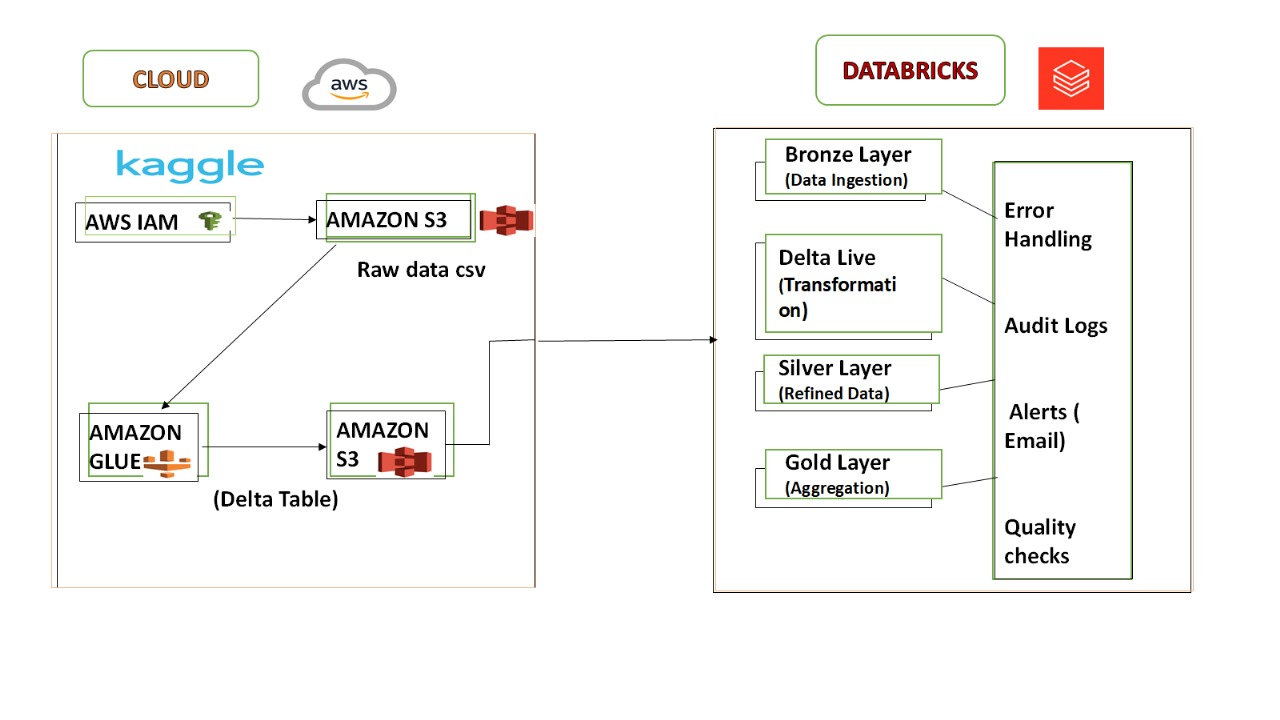 CLOUD
aws
DATABRICKS
kaggle
AWS IAM
AMAZON S3
Raw data csv
AMAZON
GLUE
AMAZON
S3
(Delta Table)
Bronze Layer
(Data Ingestion)
Delta Live
(Transformati
on)
Silver Layer
(Refined Data)
Gold Layer
(Aggregation)
Error
Handling
Audit Logs
Alerts (
Email)
Quality
checks